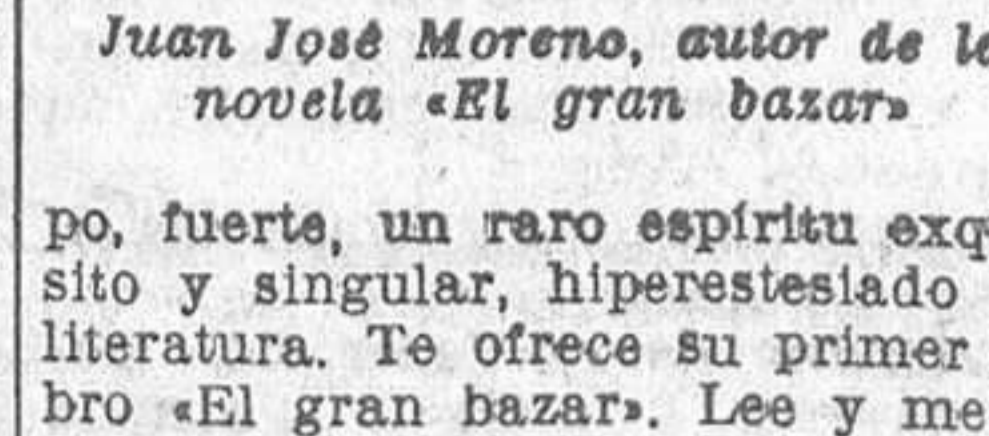 Juan José Moreno, autor de la
novela «El gran bazar»
po, fuerte, un raro espíritu exqui
sito y singular, hiperestesiado
literatura. Te ofrece su primer
bro «El gran bazar». Lee y me